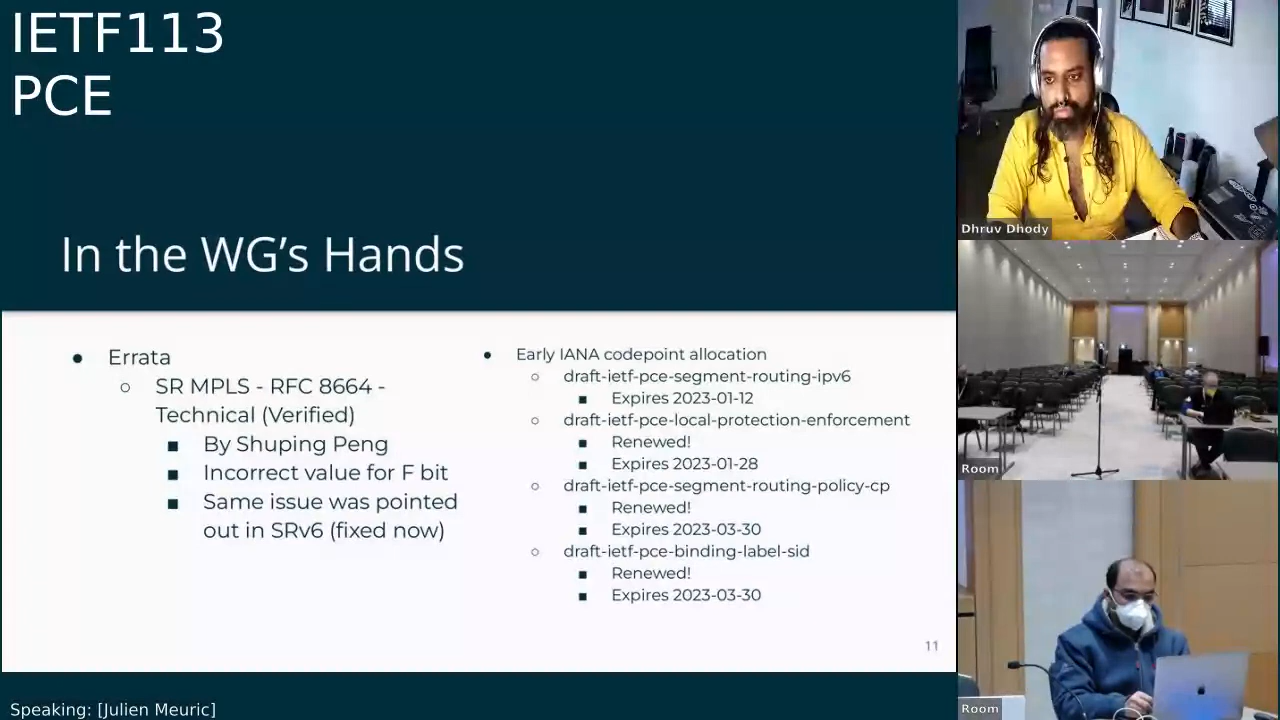 IETF113
PCE
In the WG's Hands
● Errata
○ SR MPLS - RFC 8664 -
Technical (Verified)
■ By Shuping Peng
■ Incorrect value for F bit
■ Same issue was pointed
out in SRv6 (fixed now)
● Early IANA codepoint allocation
○ draft-ietf-pce-segment-routing-ipv6
■ Expires 2023-01-12
○ draft-ietf-pce-local-protection-enforcement
■ Renewed!
■ Expires 2023-01-28
○ draft-ietf-pce-segment-routing-policy-cp
■ Renewed!
■ Expires 2023-03-30
○ draft-ietf-pce-binding-label-sid
■ Renewed!
■ Expires 2023-03-30
11
Speaking: [Julien Meuric]
Dhruv Dhody
Room
Room